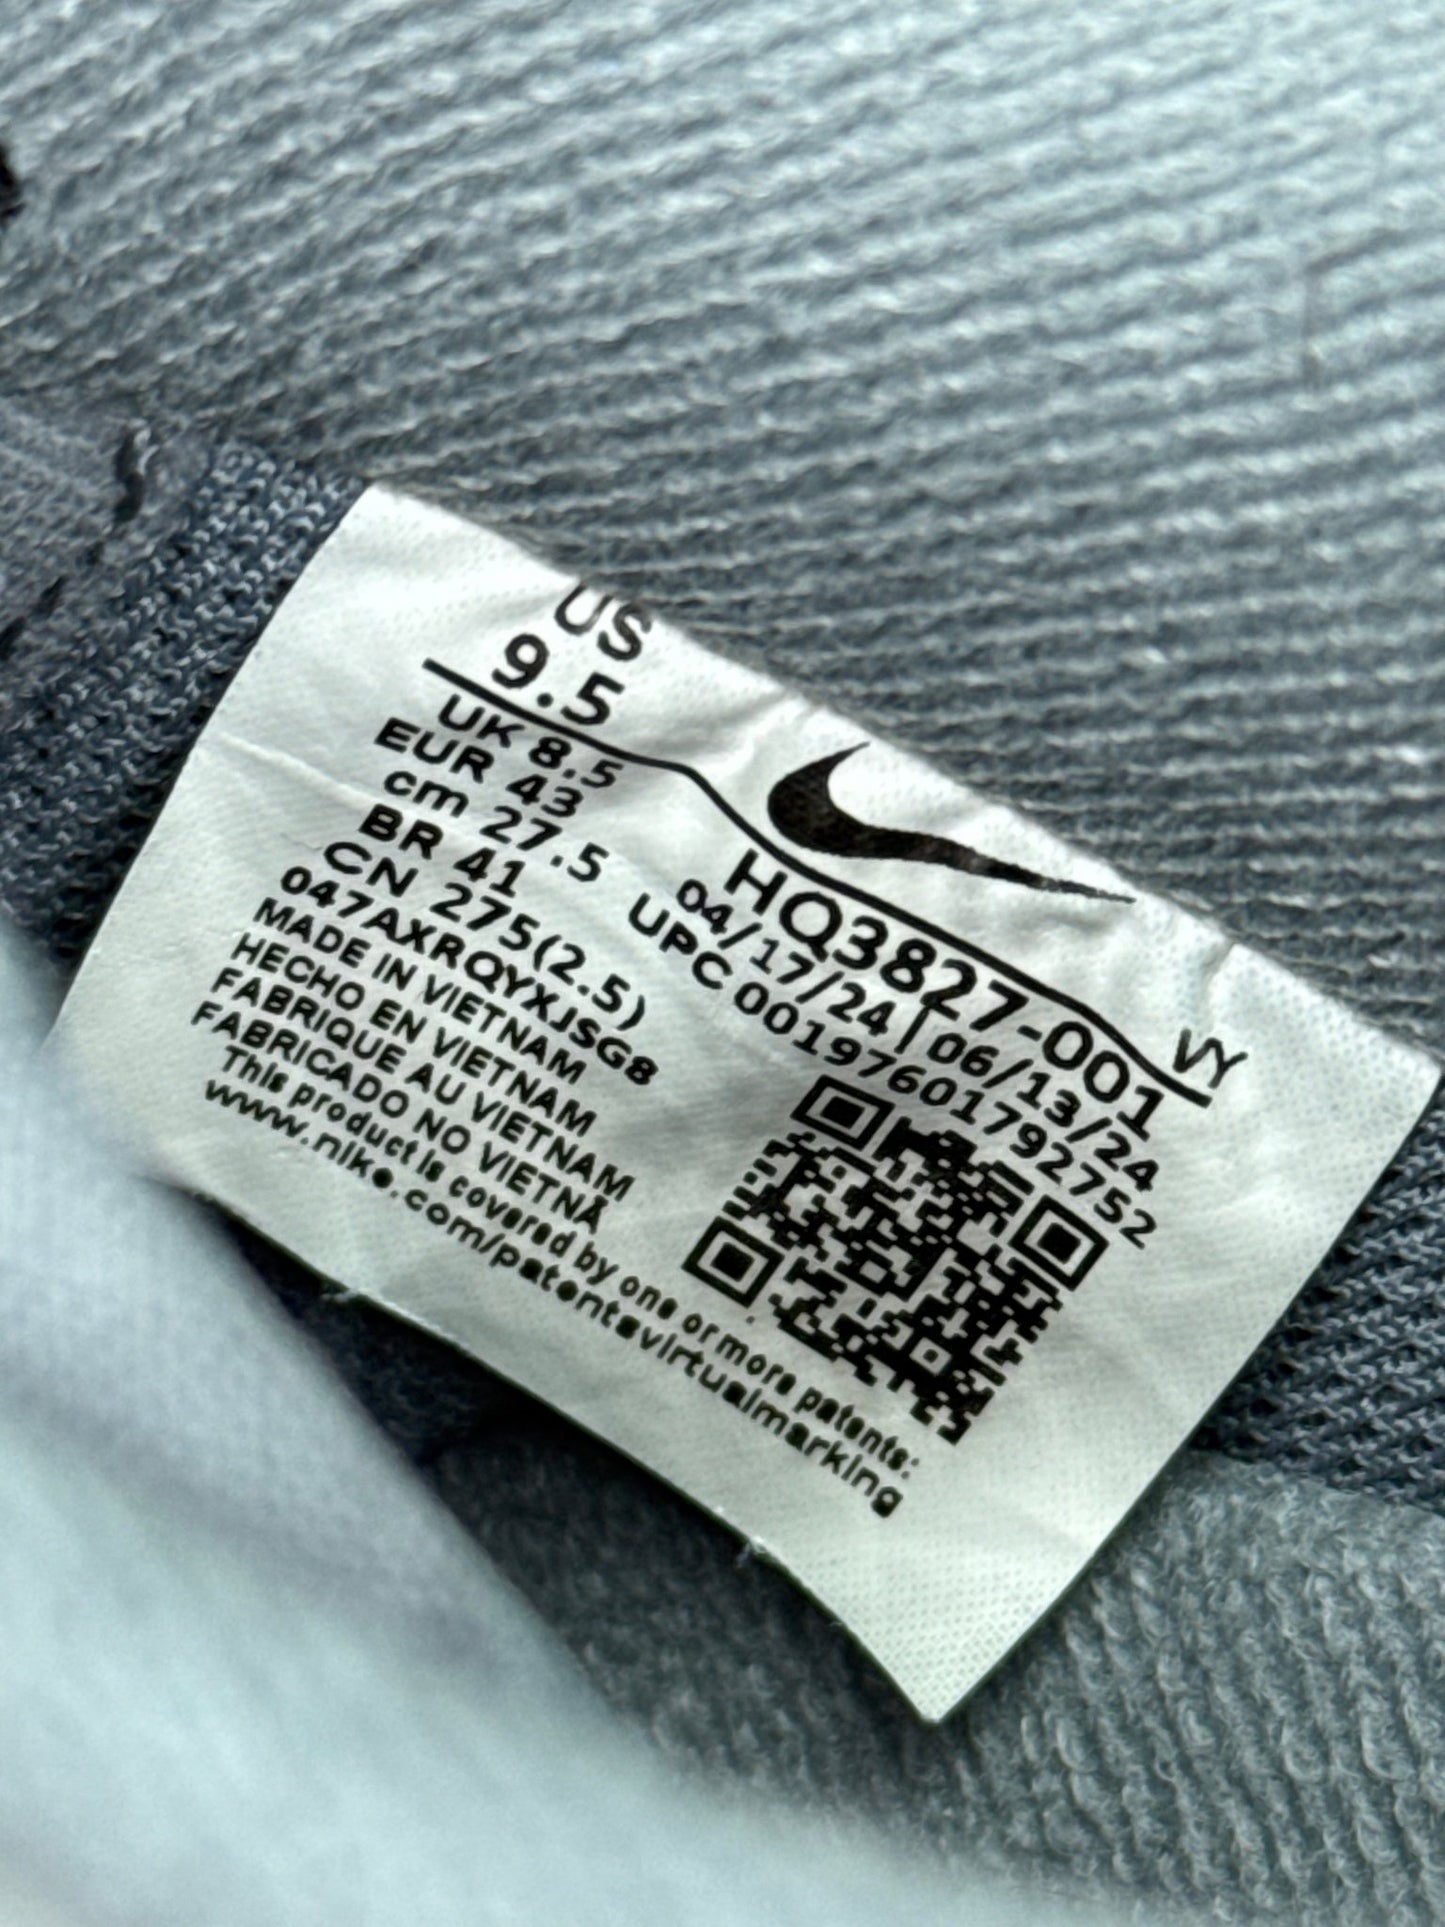 US
9.5
UK 8.5
EUR 43
cm 27.5
BR 41
CN 275(2.5)
047AXRQYXJSG8
MADE IN VIETNAM
HECHO EN VIETNAM
FABRIQUE AU VIETNAM
FABRICADO NO VIETNÃ
This product is covered by one or more patents:
www.nike.com/patentsvirtualmarking
VY
HQ3827-001
04/17/24 | 06/13/24
UPC 00197601792752